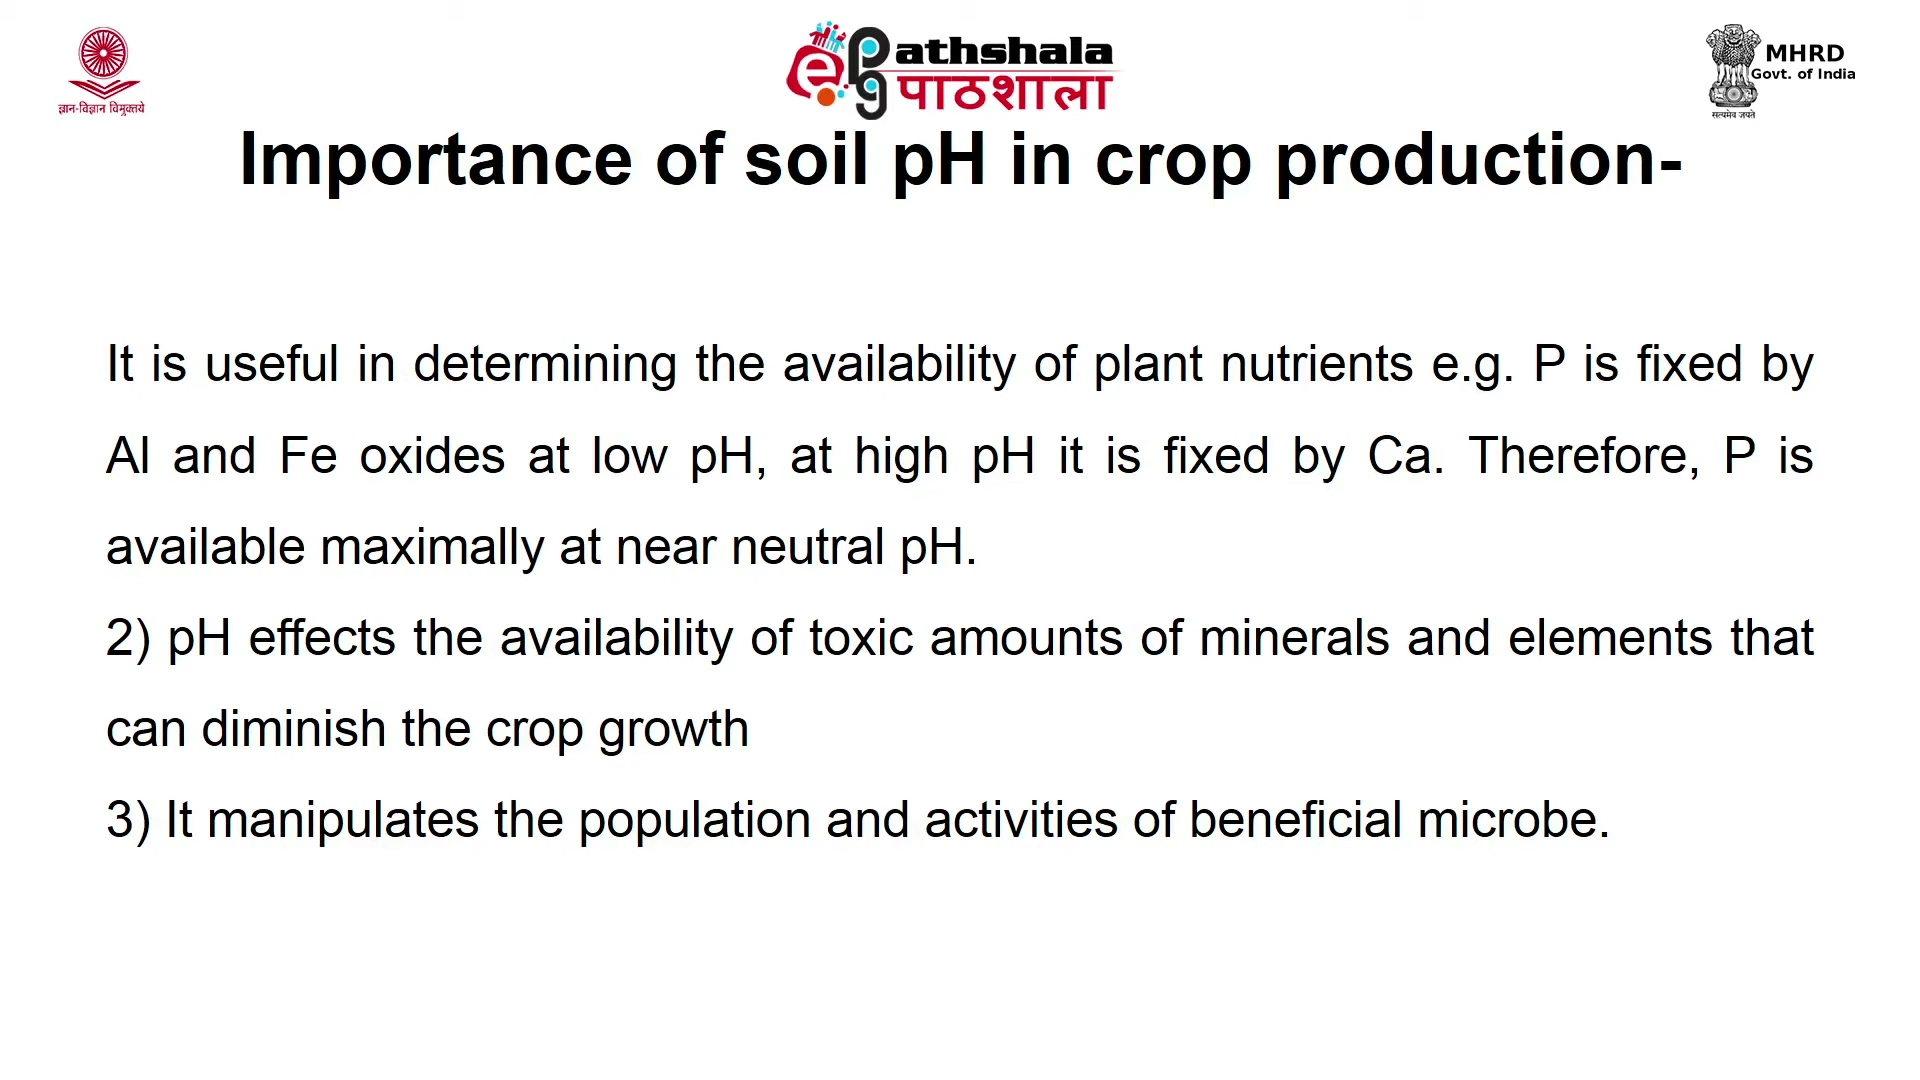 ज्ञान-विज्ञान विमुक्तये
ePGathshala
पाठशाला
MHRD
Govt. of India
सत्यमेव जयते
Importance of soil pH in crop production-
It is useful in determining the availability of plant nutrients e.g. P is fixed by
Al and Fe oxides at low pH, at high pH it is fixed by Ca. Therefore, P is
available maximally at near neutral pH.
2) pH effects the availability of toxic amounts of minerals and elements that
can diminish the crop growth
3) It manipulates the population and activities of beneficial microbe.